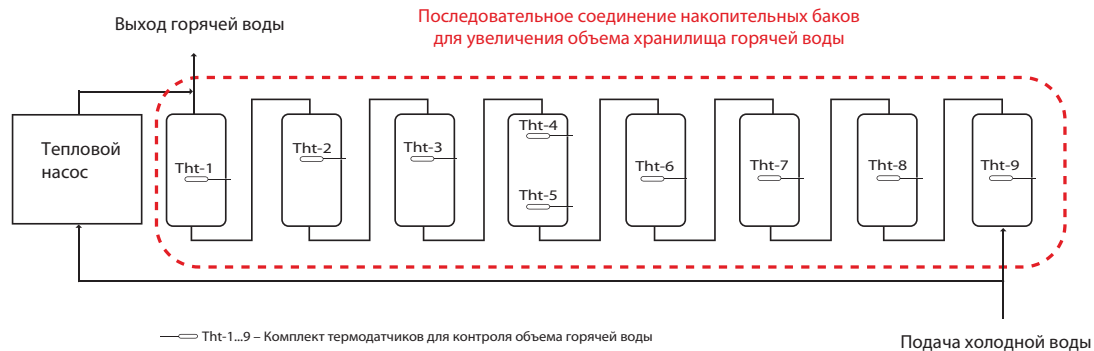 Выход горячей воды
Последовательное соединение накопительных баков
для увеличения объема хранилища горячей воды
Тепловой
насос
Tht-1
Tht-2
Tht-3
Tht-4
Tht-5
Tht-6
Tht-7
Tht-8
Tht-9
Tht-1...9 – Комплект термодатчиков для контроля объема горячей воды
Подача холодной воды